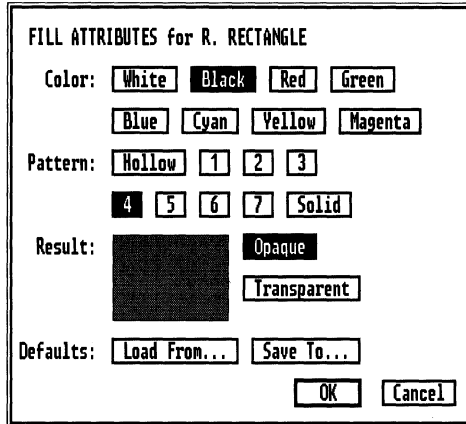 FILL ATTRIBUTES for R. RECTANGLE
Color: White Black Red Green
Blue Cyan Yellow Magenta
Pattern: Hollow 1 2 3
4 5 6 7 Solid
Result: Opaque
Transparent
Defaults: Load From... Save To...
OK Cancel